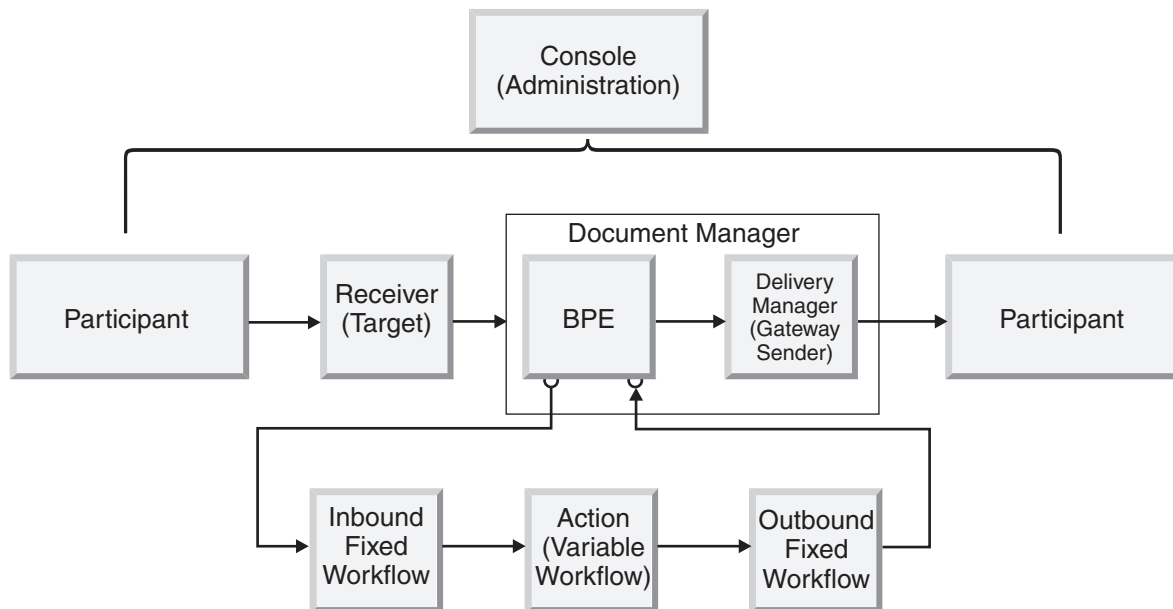 Console
(Administration)
Document Manager
Participant
Receiver
(Target)
BPE
Delivery
Manager
(Gateway
Sender)
Participant
Inbound
Fixed
Workflow
Action
(Variable
Workflow)
Outbound
Fixed
Workflow